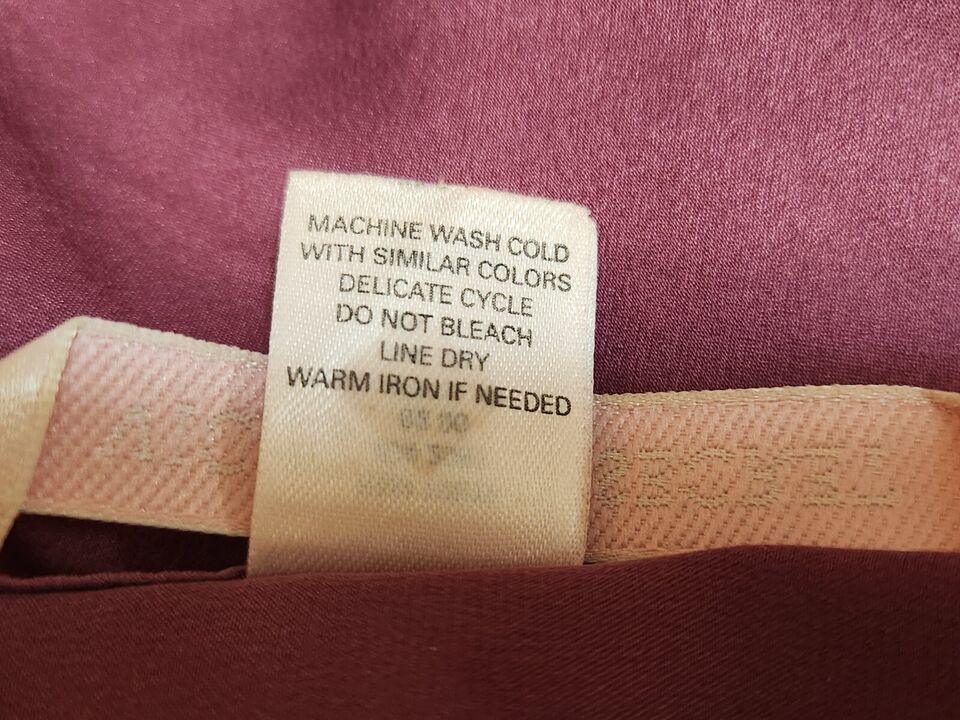 MACHINE WASH COLD
WITH SIMILAR COLORS
DELICATE CYCLE
DO NOT BLEACH
LINE DRY
WARM IRON IF NEEDED